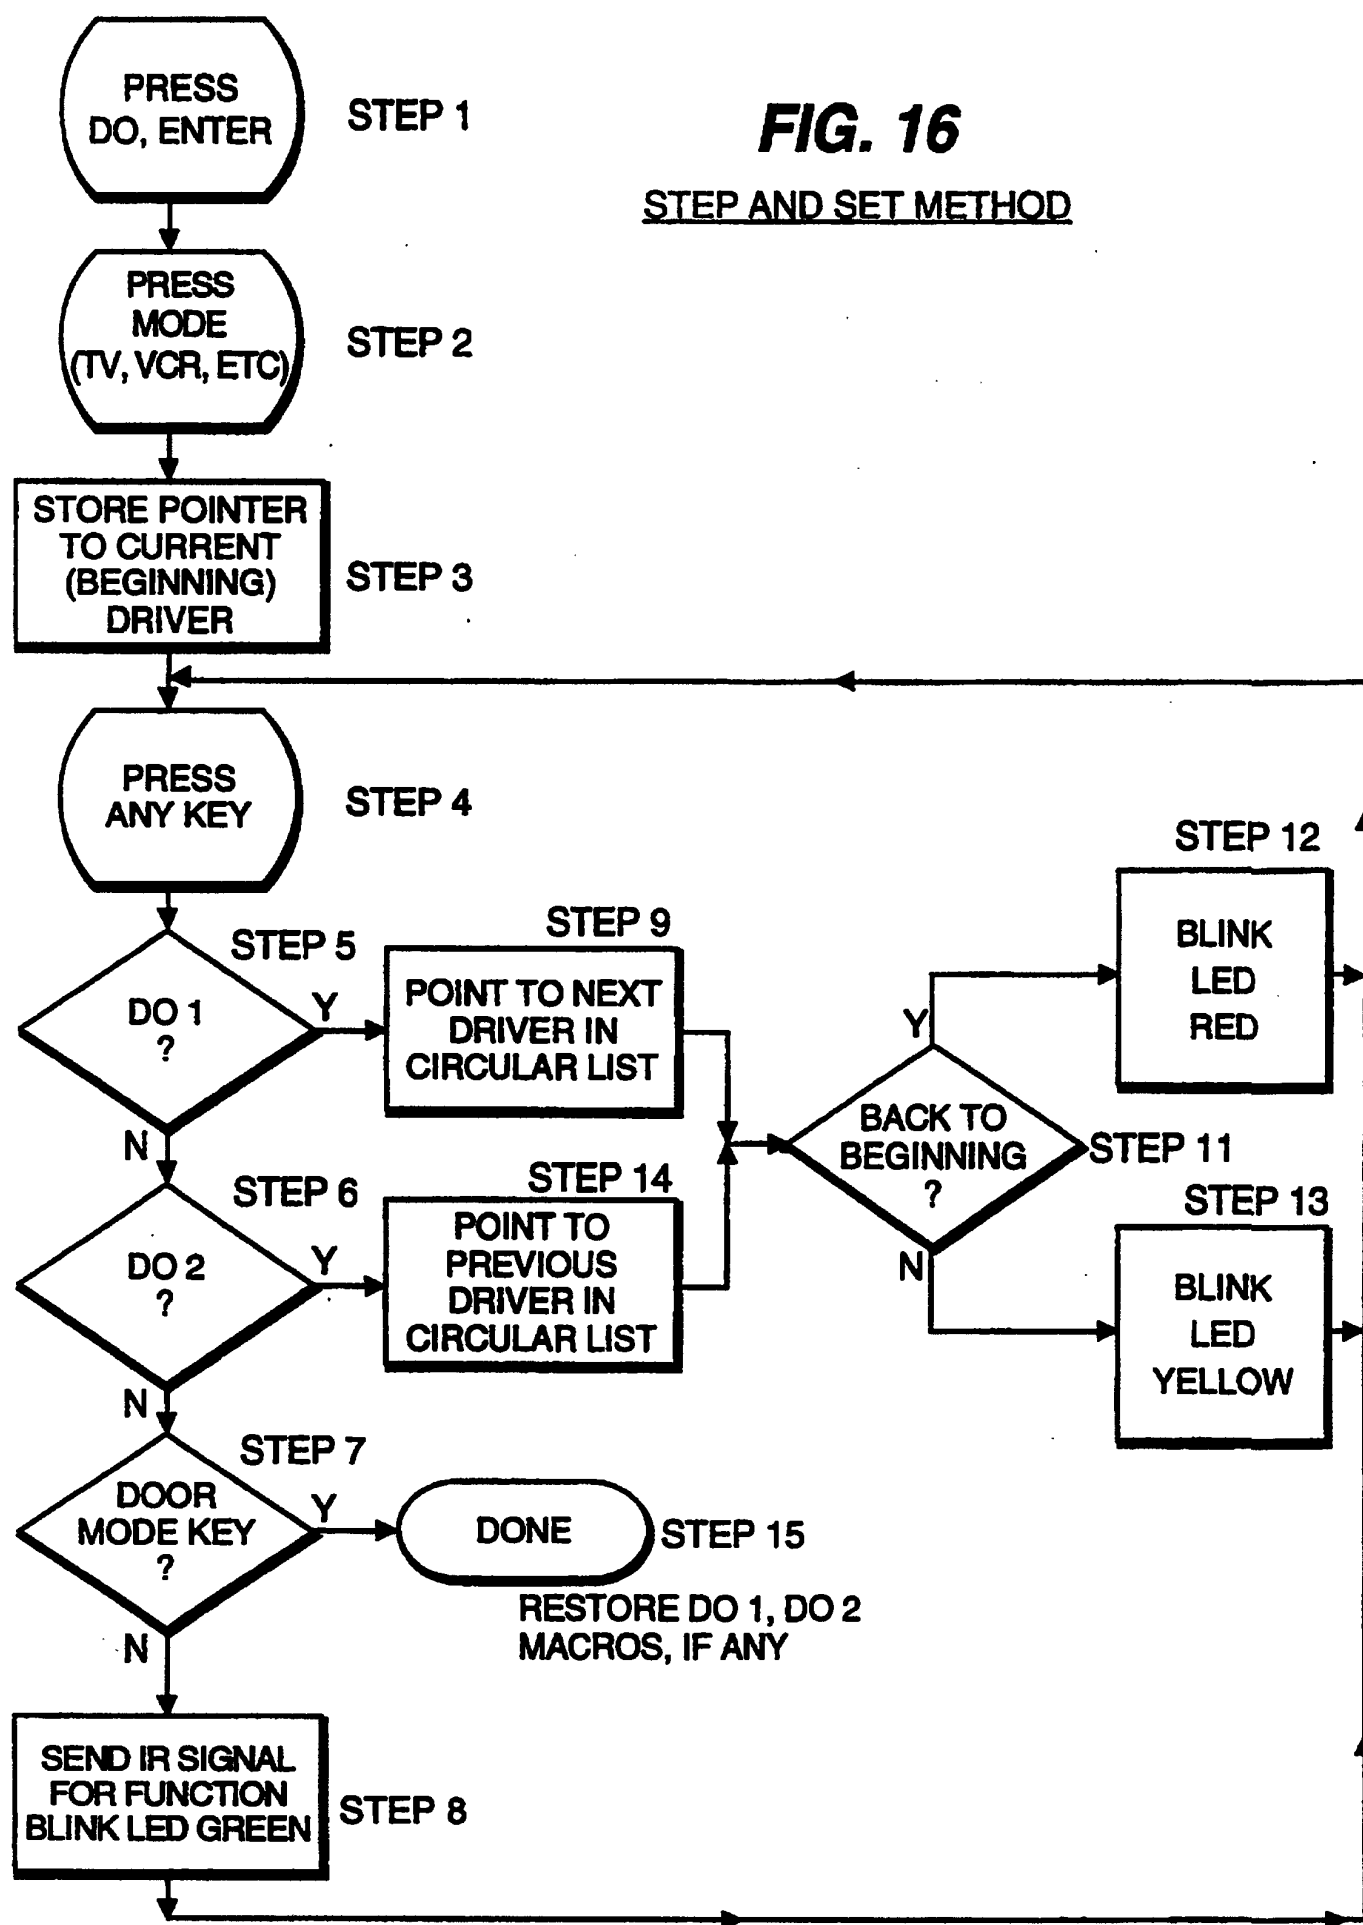 PRESS
DO, ENTER
STEP 1
FIG. 16
STEP AND SET METHOD
PRESS
MODE
(TV, VCR, ETC)
STEP 2
STORE POINTER
TO CURRENT
(BEGINNING)
DRIVER
STEP 3
PRESS
ANY KEY
STEP 4
DO 1
?
STEP 5
Y
N
STEP 9
POINT TO NEXT
DRIVER IN
CIRCULAR LIST
STEP 12
BLINK
LED
RED
Y
BACK TO
BEGINNING
?
STEP 11
N
STEP 13
BLINK
LED
YELLOW
DO 2
?
STEP 6
Y
N
STEP 14
POINT TO
PREVIOUS
DRIVER IN
CIRCULAR LIST
DOOR
MODE KEY
?
STEP 7
Y
N
DONE
STEP 15
RESTORE DO 1, DO 2
MACROS, IF ANY
SEND IR SIGNAL
FOR FUNCTION
BLINK LED GREEN
STEP 8